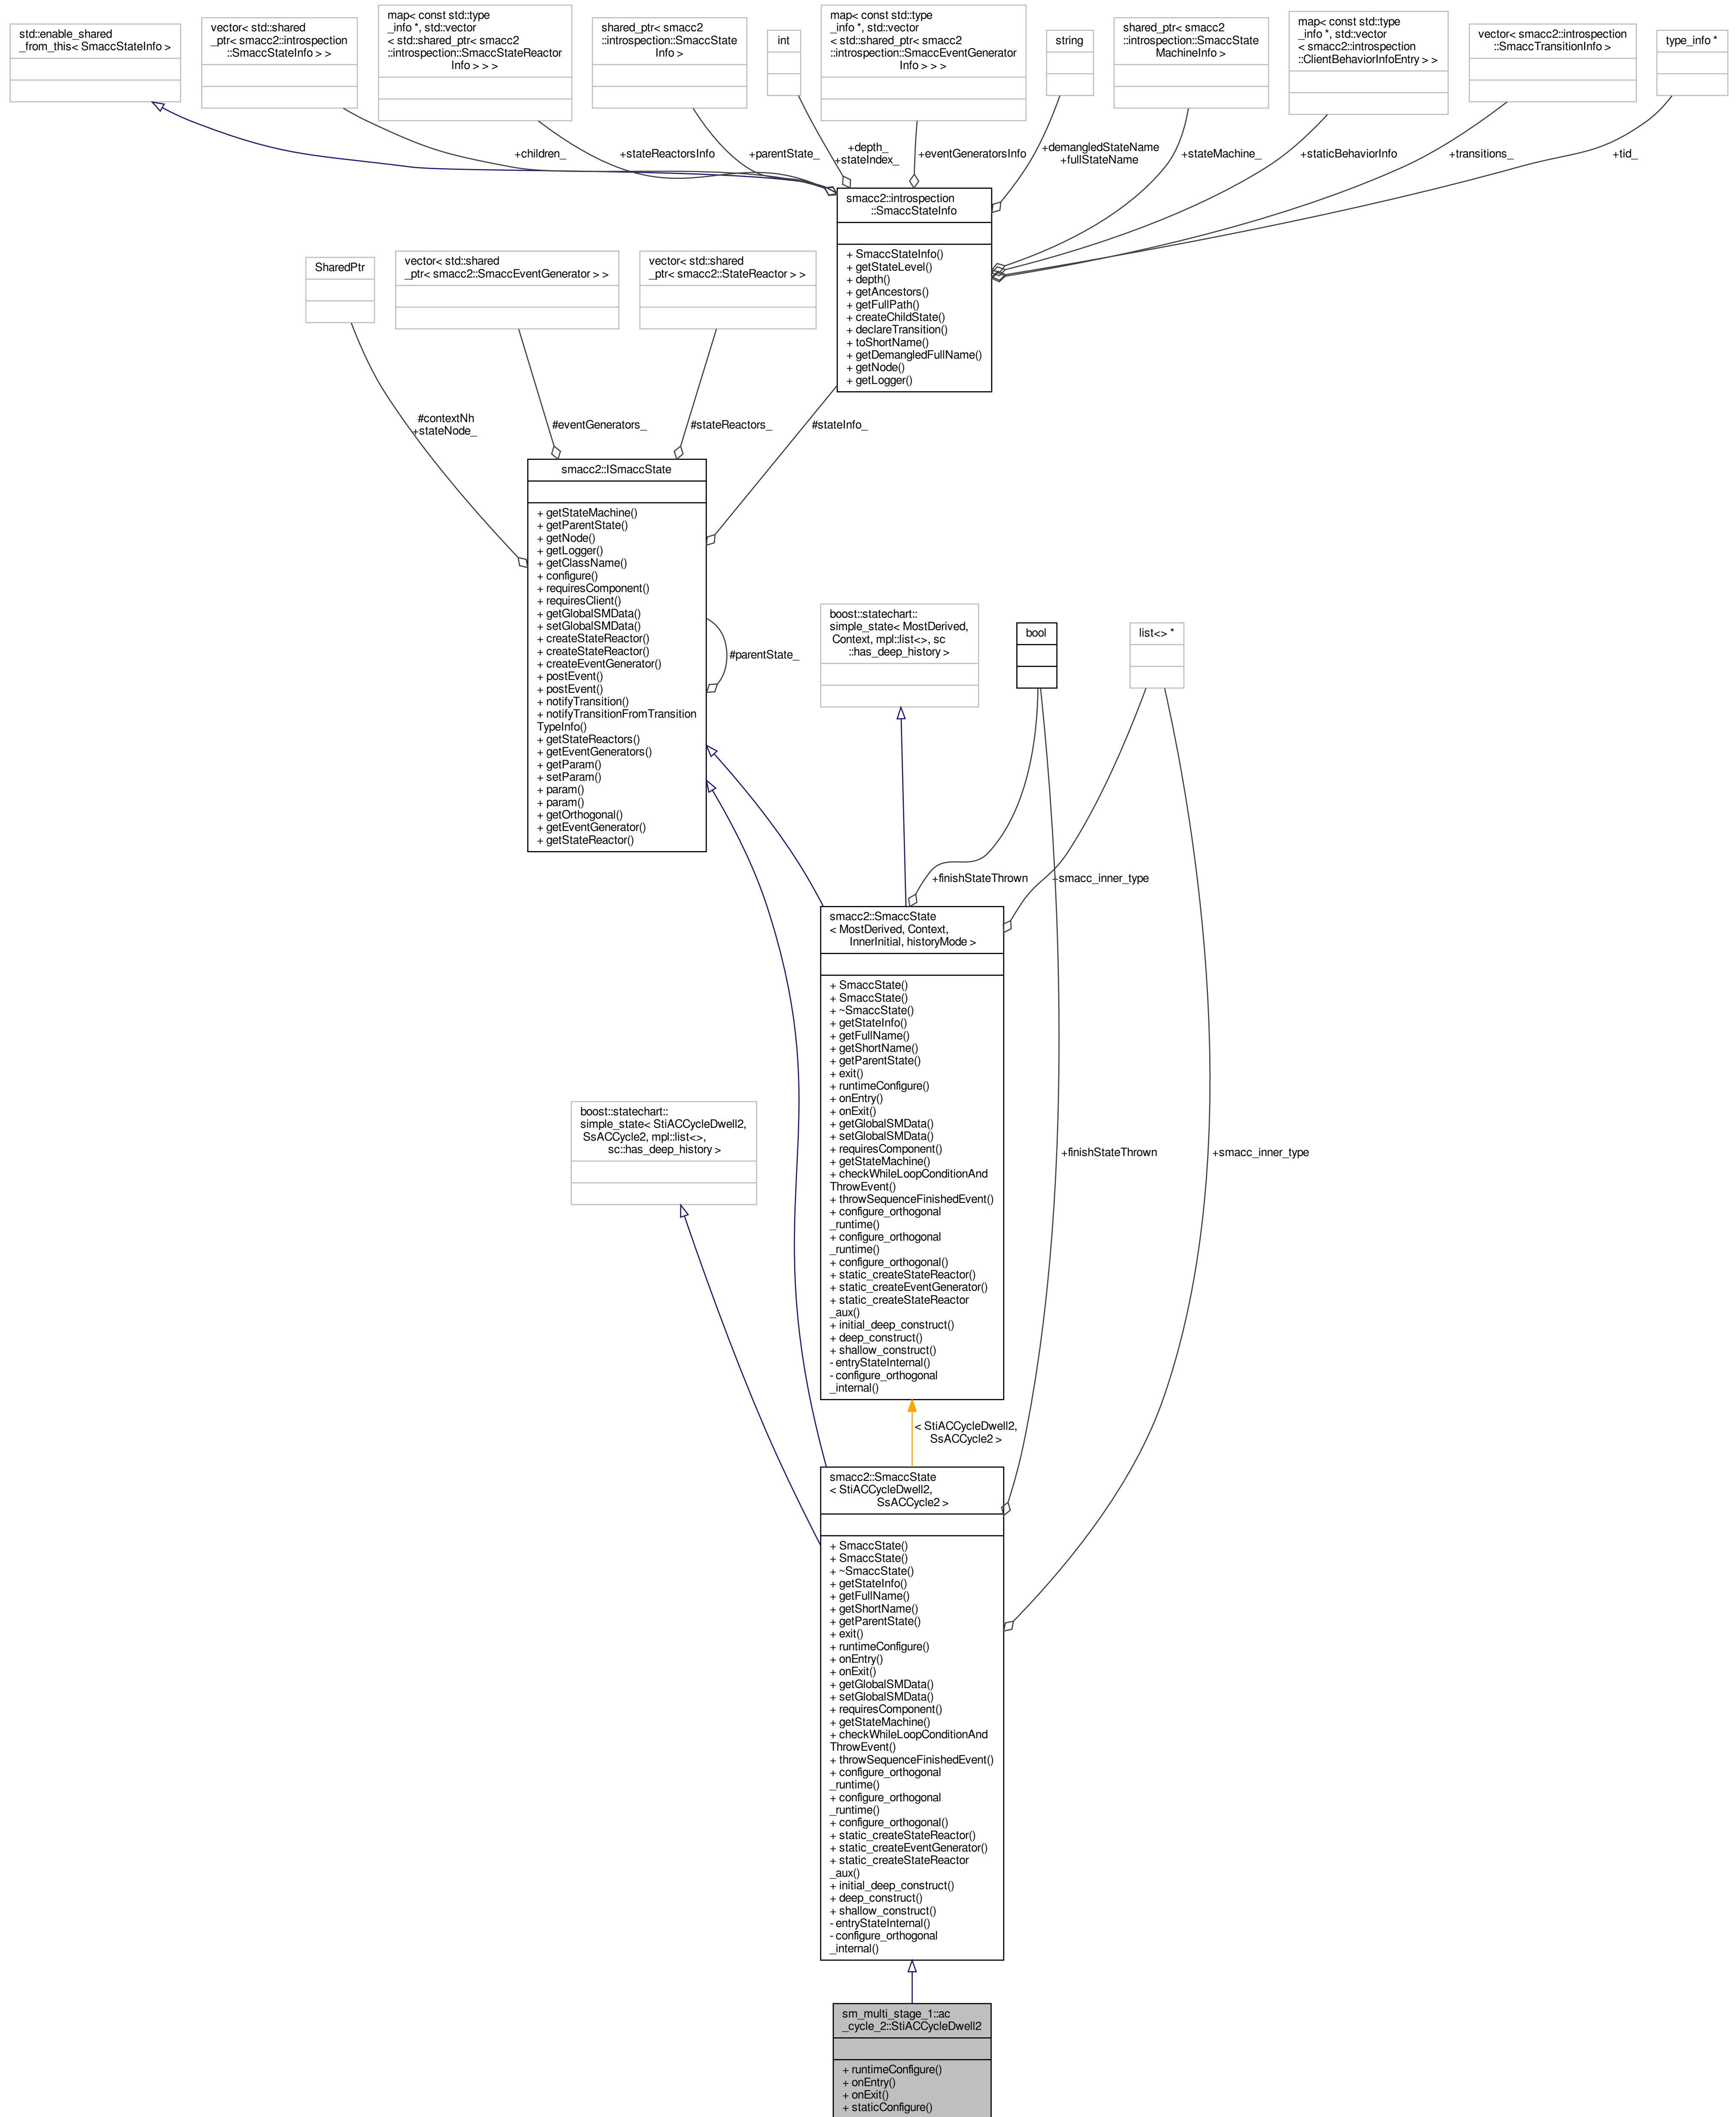 std::enable_shared
_from_this< SmaccStateInfo >
vector< std::shared
_ptr< smacc2::introspection
::SmaccStateInfo > >
map< const std::type
_info *, std::vector
< std::shared_ptr< smacc2
::introspection::SmaccStateReactor
Info > > >
shared_ptr< smacc2
::introspection::SmaccState
Info >
int
map< const std::type
_info *, std::vector
< std::shared_ptr< smacc2
::introspection::SmaccEventGenerator
Info > > >
string
shared_ptr< smacc2
::introspection::SmaccState
MachineInfo >
map< const std::type
_info *, std::vector
< smacc2::introspection
::ClientBehaviorInfoEntry > >
vector< smacc2::introspection
::SmaccTransitionInfo >
type_info *
+children_
+stateReactorsInfo
+parentState_
+depth_
+stateIndex_
+eventGeneratorsInfo
+demangledStateName
+fullStateName
+stateMachine_
+staticBehaviorInfo
+transitions_
+tid_
smacc2::introspection
::SmaccStateInfo
+ SmaccStateInfo()
+ getStateLevel()
+ depth()
+ getAncestors()
+ getFullPath()
+ createChildState()
+ declareTransition()
+ toShortName()
+ getDemangledFullName()
+ getNode()
+ getLogger()
SharedPtr
vector< std::shared
_ptr< smacc2::SmaccEventGenerator > >
vector< std::shared
_ptr< smacc2::StateReactor > >
#contextNh
+stateNode_
#eventGenerators_
#stateReactors_
#stateInfo_
smacc2::ISmaccState
+ getStateMachine()
+ getParentState()
+ getNode()
+ getLogger()
+ getClassName()
+ configure()
+ requiresComponent()
+ requiresClient()
+ getGlobalSMData()
+ setGlobalSMData()
+ createStateReactor()
+ createStateReactor()
+ createEventGenerator()
+ postEvent()
+ postEvent()
+ notifyTransition()
+ notifyTransitionFromTransition
TypeInfo()
+ getStateReactors()
+ getEventGenerators()
+ getParam()
+ setParam()
+ param()
+ param()
+ getOrthogonal()
+ getEventGenerator()
+ getStateReactor()
#parentState_
boost::statechart::
simple_state< MostDerived,
Context, mpl::list<>, sc
::has_deep_history >
bool
list<> *
+finishStateThrown
+smacc_inner_type
smacc2::SmaccState
< MostDerived, Context,
InnerInitial, historyMode >
+ SmaccState()
+ SmaccState()
+ ~SmaccState()
+ getStateInfo()
+ getFullName()
+ getShortName()
+ getParentState()
+ exit()
+ runtimeConfigure()
+ onEntry()
+ onExit()
+ getGlobalSMData()
+ setGlobalSMData()
+ requiresComponent()
+ getStateMachine()
+ checkWhileLoopConditionAnd
ThrowEvent()
+ throwSequenceFinishedEvent()
+ configure_orthogonal
_runtime()
+ configure_orthogonal
_runtime()
+ configure_orthogonal()
+ static_createStateReactor()
+ static_createEventGenerator()
+ static_createStateReactor
_aux()
+ initial_deep_construct()
+ deep_construct()
+ shallow_construct()
- entryStateInternal()
- configure_orthogonal
_internal()
boost::statechart::
simple_state< StiACCycleDwell2,
SsACCycle2, mpl::list<>,
sc::has_deep_history >
+finishStateThrown
+smacc_inner_type
< StiACCycleDwell2,
SsACCycle2 >
smacc2::SmaccState
< StiACCycleDwell2,
SsACCycle2 >
+ SmaccState()
+ SmaccState()
+ ~SmaccState()
+ getStateInfo()
+ getFullName()
+ getShortName()
+ getParentState()
+ exit()
+ runtimeConfigure()
+ onEntry()
+ onExit()
+ getGlobalSMData()
+ setGlobalSMData()
+ requiresComponent()
+ getStateMachine()
+ checkWhileLoopConditionAnd
ThrowEvent()
+ throwSequenceFinishedEvent()
+ configure_orthogonal
_runtime()
+ configure_orthogonal
_runtime()
+ configure_orthogonal()
+ static_createStateReactor()
+ static_createEventGenerator()
+ static_createStateReactor
_aux()
+ initial_deep_construct()
+ deep_construct()
+ shallow_construct()
- entryStateInternal()
- configure_orthogonal
_internal()
sm_multi_stage_1::ac
_cycle_2::StiACCycleDwell2
+ runtimeConfigure()
+ onEntry()
+ onExit()
+ staticConfigure()